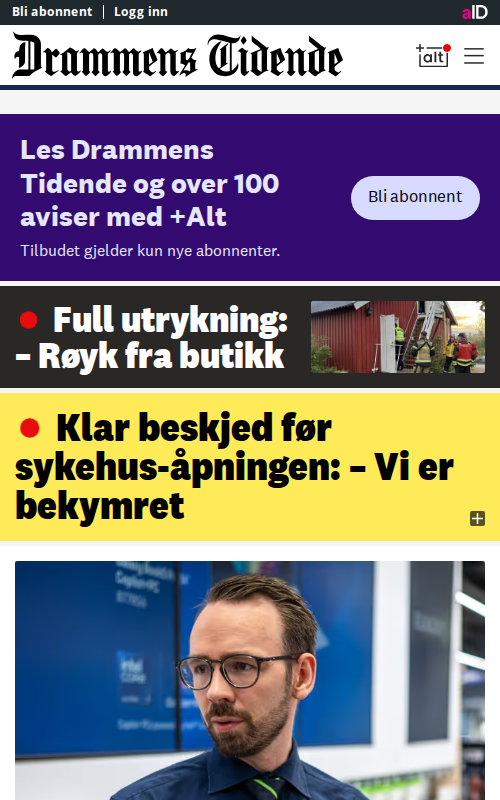 Bli abonnent
Logg inn
aID
Drammens Tidende
+alt
Les Drammens
Tidende og over 100
aviser med +Alt
Tilbudet gjelder kun nye abonnenter.
Bli abonnent
Full utrykning:
– Røyk fra butikk
Klar beskjed før
sykehus-åpningen: – Vi er
bekymret
intel